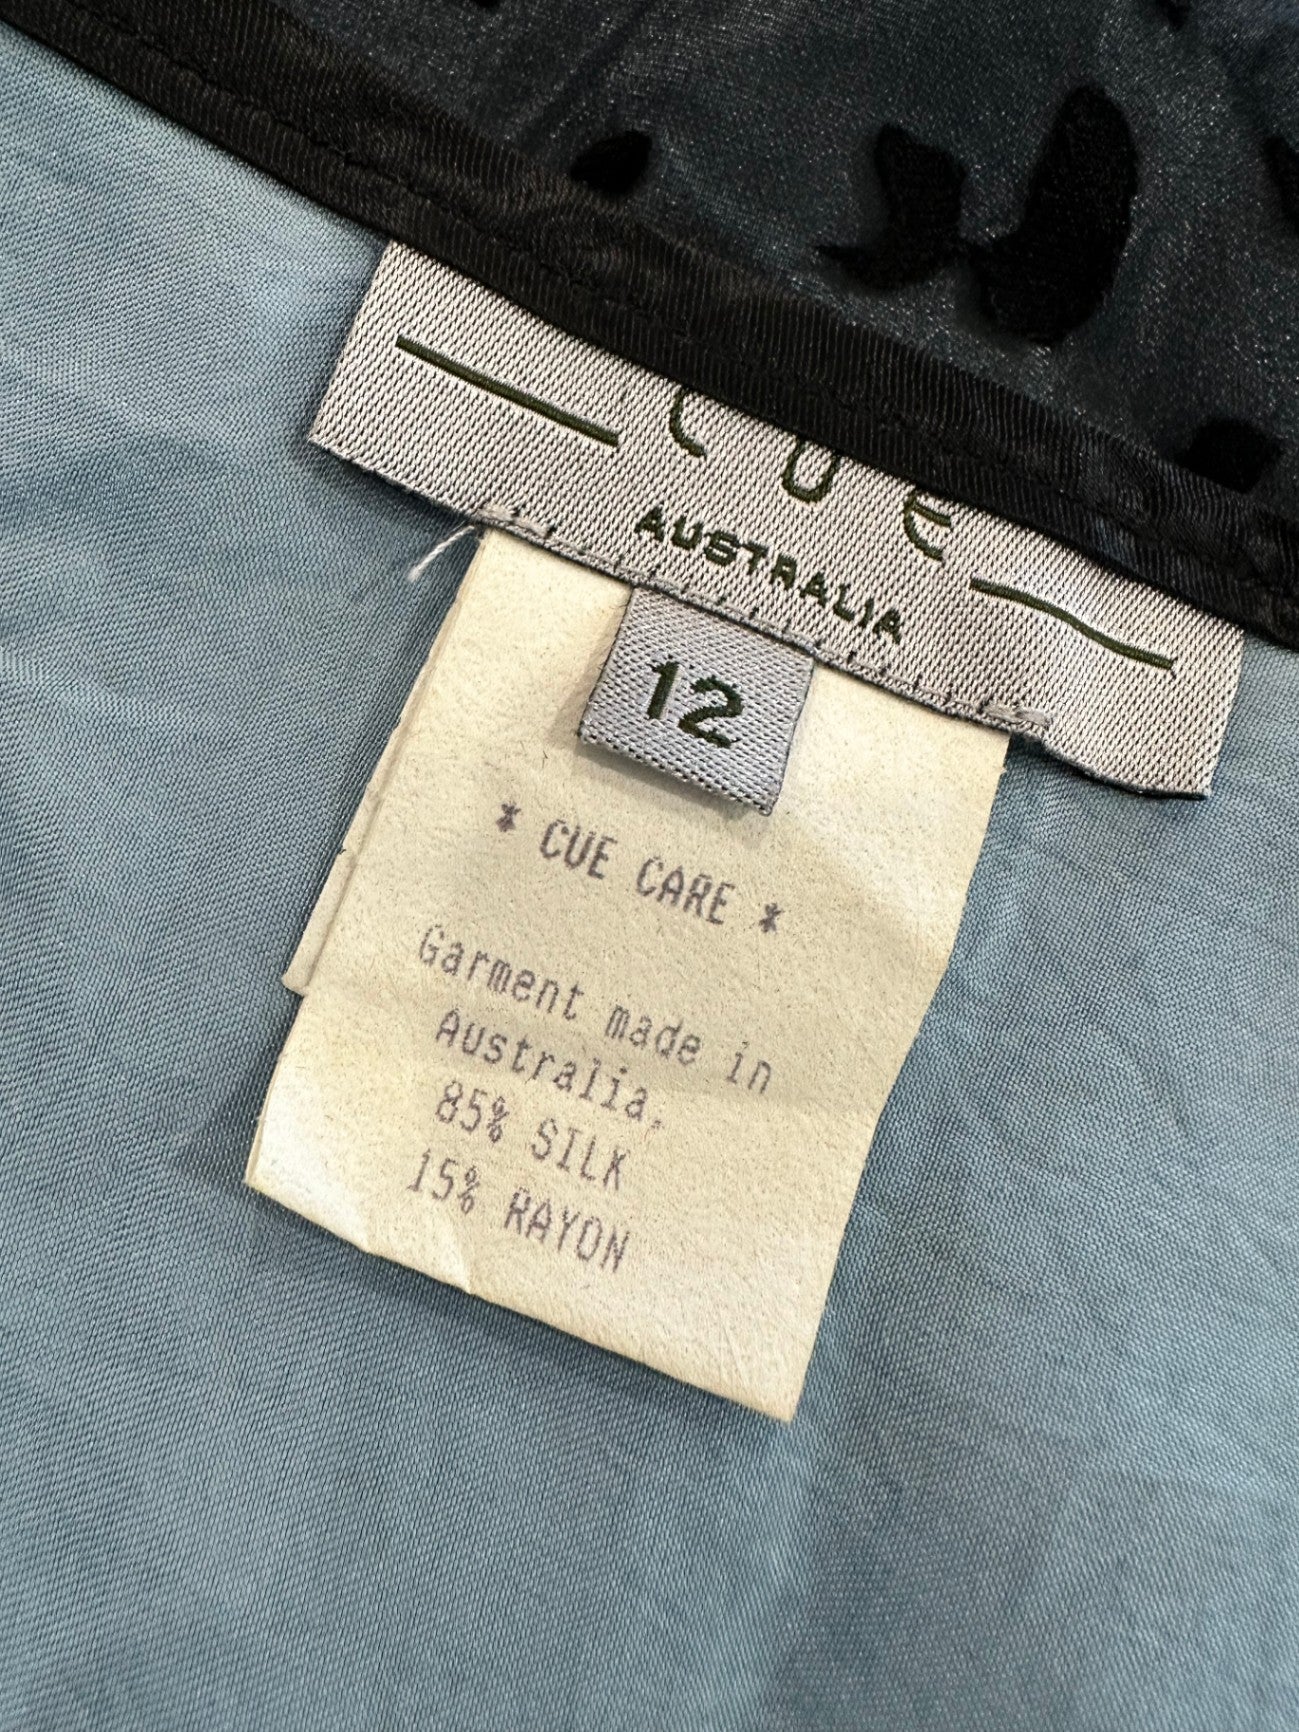 cue
AUSTRALIA
12
* CUE CARE *
Garment made in
Australia.
85% SILK
15% RAYON